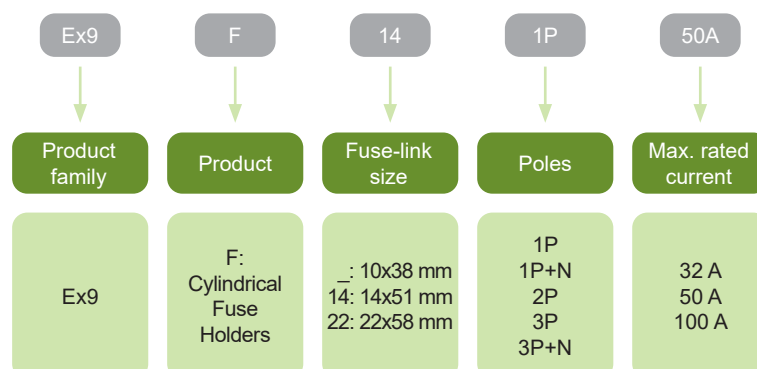 Ex9 F 14 1P 50A
Product family
Product
Fuse-link size
Poles
Max. rated current
Ex9
F:
Cylindrical
Fuse
Holders
_: 10x38 mm
14: 14x51 mm
22: 22x58 mm
1P
1P+N
2P
3P
3P+N
32 A
50 A
100 A